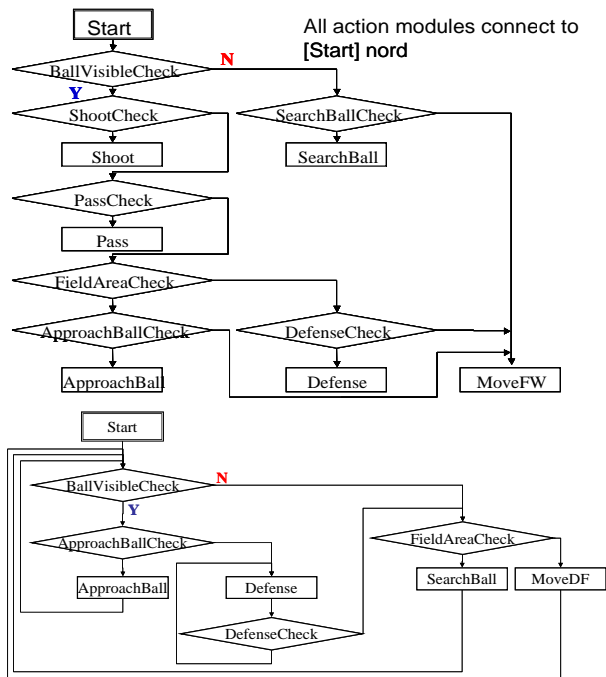 Start
All action modules connect to
[Start] nord
BallVisibleCheck
N
Y
ShootCheck
SearchBallCheck
Shoot
SearchBall
PassCheck
Pass
FieldAreaCheck
ApproachBallCheck
DefenseCheck
ApproachBall
Defense
MoveFW
Start
BallVisibleCheck
N
Y
ApproachBallCheck
FieldAreaCheck
ApproachBall
Defense
SearchBall
MoveDF
DefenseCheck